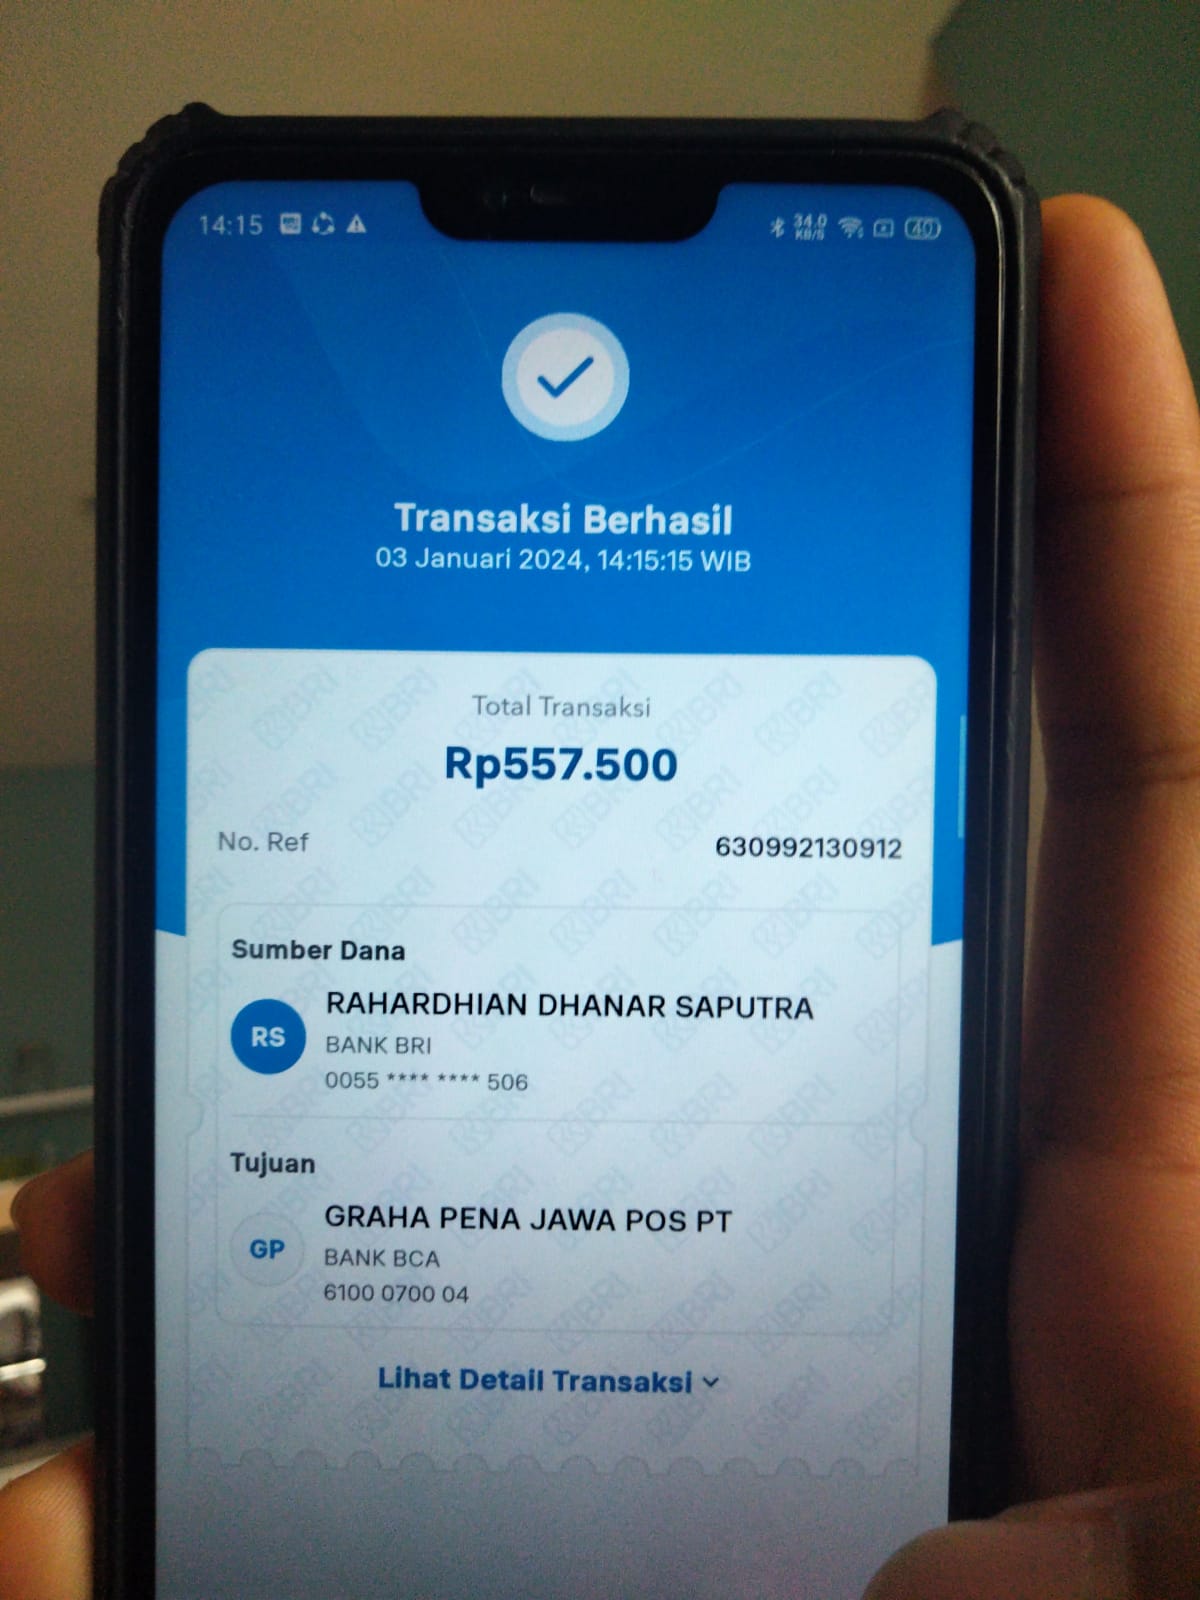 14:15 34.0 KB/S 40
Transaksi Berhasil
03 Januari 2024, 14:15:15 WIB
Total Transaksi
Rp557.500
No. Ref 630992130912
Sumber Dana
RS RAHARDHIAN DHANAR SAPUTRA
BANK BRI
0055 **** **** 506
Tujuan
GP GRAHA PENA JAWA POS PT
BANK BCA
6100 0700 04
Lihat Detail Transaksi
BRI